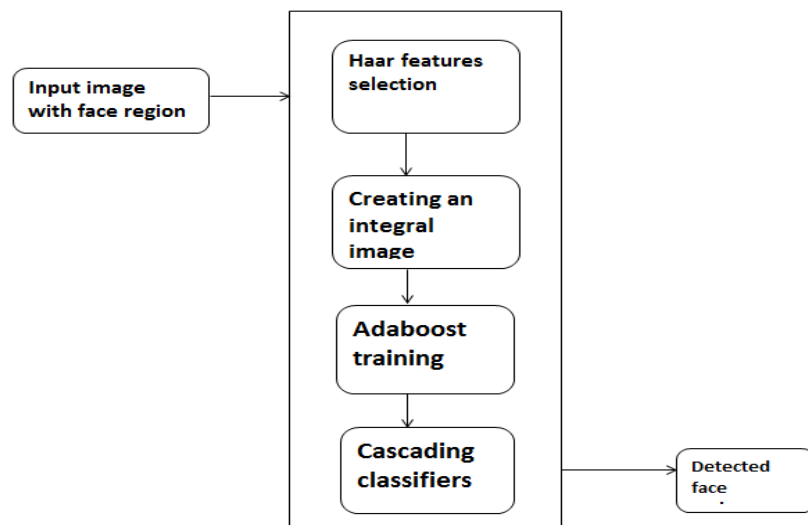 Input image
with face region
Haar features
selection
Creating an
integral
image
Adaboost
training
Cascading
classifiers
Detected
face